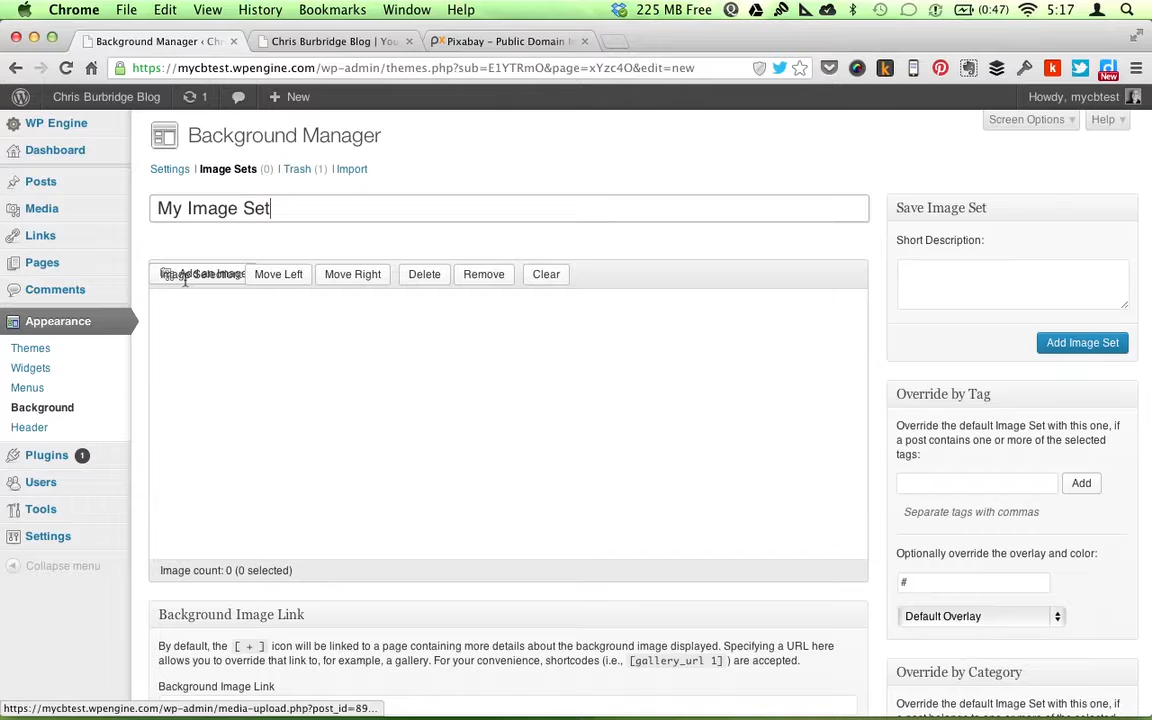 Chrome File Edit View History Bookmarks Window Help 225 MB Free (0:47) 5:17
Background Manager ‹ Chr Chris Burbridge Blog | You Pixabay – Public Domain Im
https://mycbtest.wpengine.com/wp-admin/themes.php?sub=E1YTRmO&page=xYzc4O&edit=new New
Chris Burbridge Blog 1 + New Howdy, mycbtest
WP Engine
Dashboard
Posts
Media
Links
Pages
Comments
Appearance
Themes
Widgets
Menus
Background
Header
Plugins 1
Users
Tools
Settings
Collapse menu
Screen Options Help
Background Manager
Settings | Image Sets (0) | Trash (1) | Import
My Image Set
Add an Image Move Left Move Right Delete Remove Clear
Image count: 0 (0 selected)
Background Image Link
By default, the [ + ] icon will be linked to a page containing more details about the background image displayed. Specifying a URL here
allows you to override that link to, for example, a gallery. For your convenience, shortcodes (i.e., [gallery_url 1] ) are accepted.
Background Image Link
Save Image Set
Short Description:
Add Image Set
Override by Tag
Override the default Image Set with this one, if
a post contains one or more of the selected
tags:
Add
Separate tags with commas
Optionally override the overlay and color:
#
Default Overlay
Override by Category
Override the default Image Set with this one, if
https://mycbtest.wpengine.com/wp-admin/media-upload.php?post_id=89...